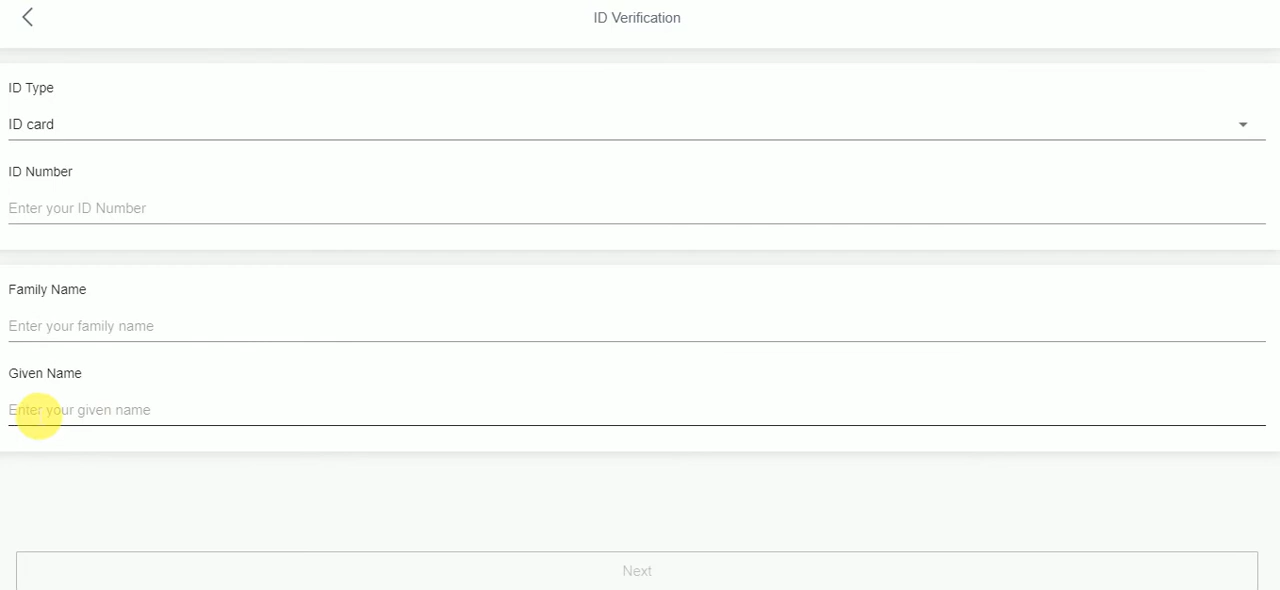 ID Verification
ID Type
ID card
ID Number
Enter your ID Number
Family Name
Enter your family name
Given Name
Enter your given name
Next